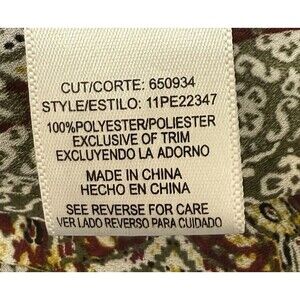 CUT/CORTE: 650934
STYLE/ESTILO: 11PE22347
100%POLYESTER/POLIESTER
EXCLUSIVE OF TRIM
EXCLUYENDO LA ADORNO
MADE IN CHINA
HECHO EN CHINA
SEE REVERSE FOR CARE
VER LADO REVERSO PARA CUIDADO